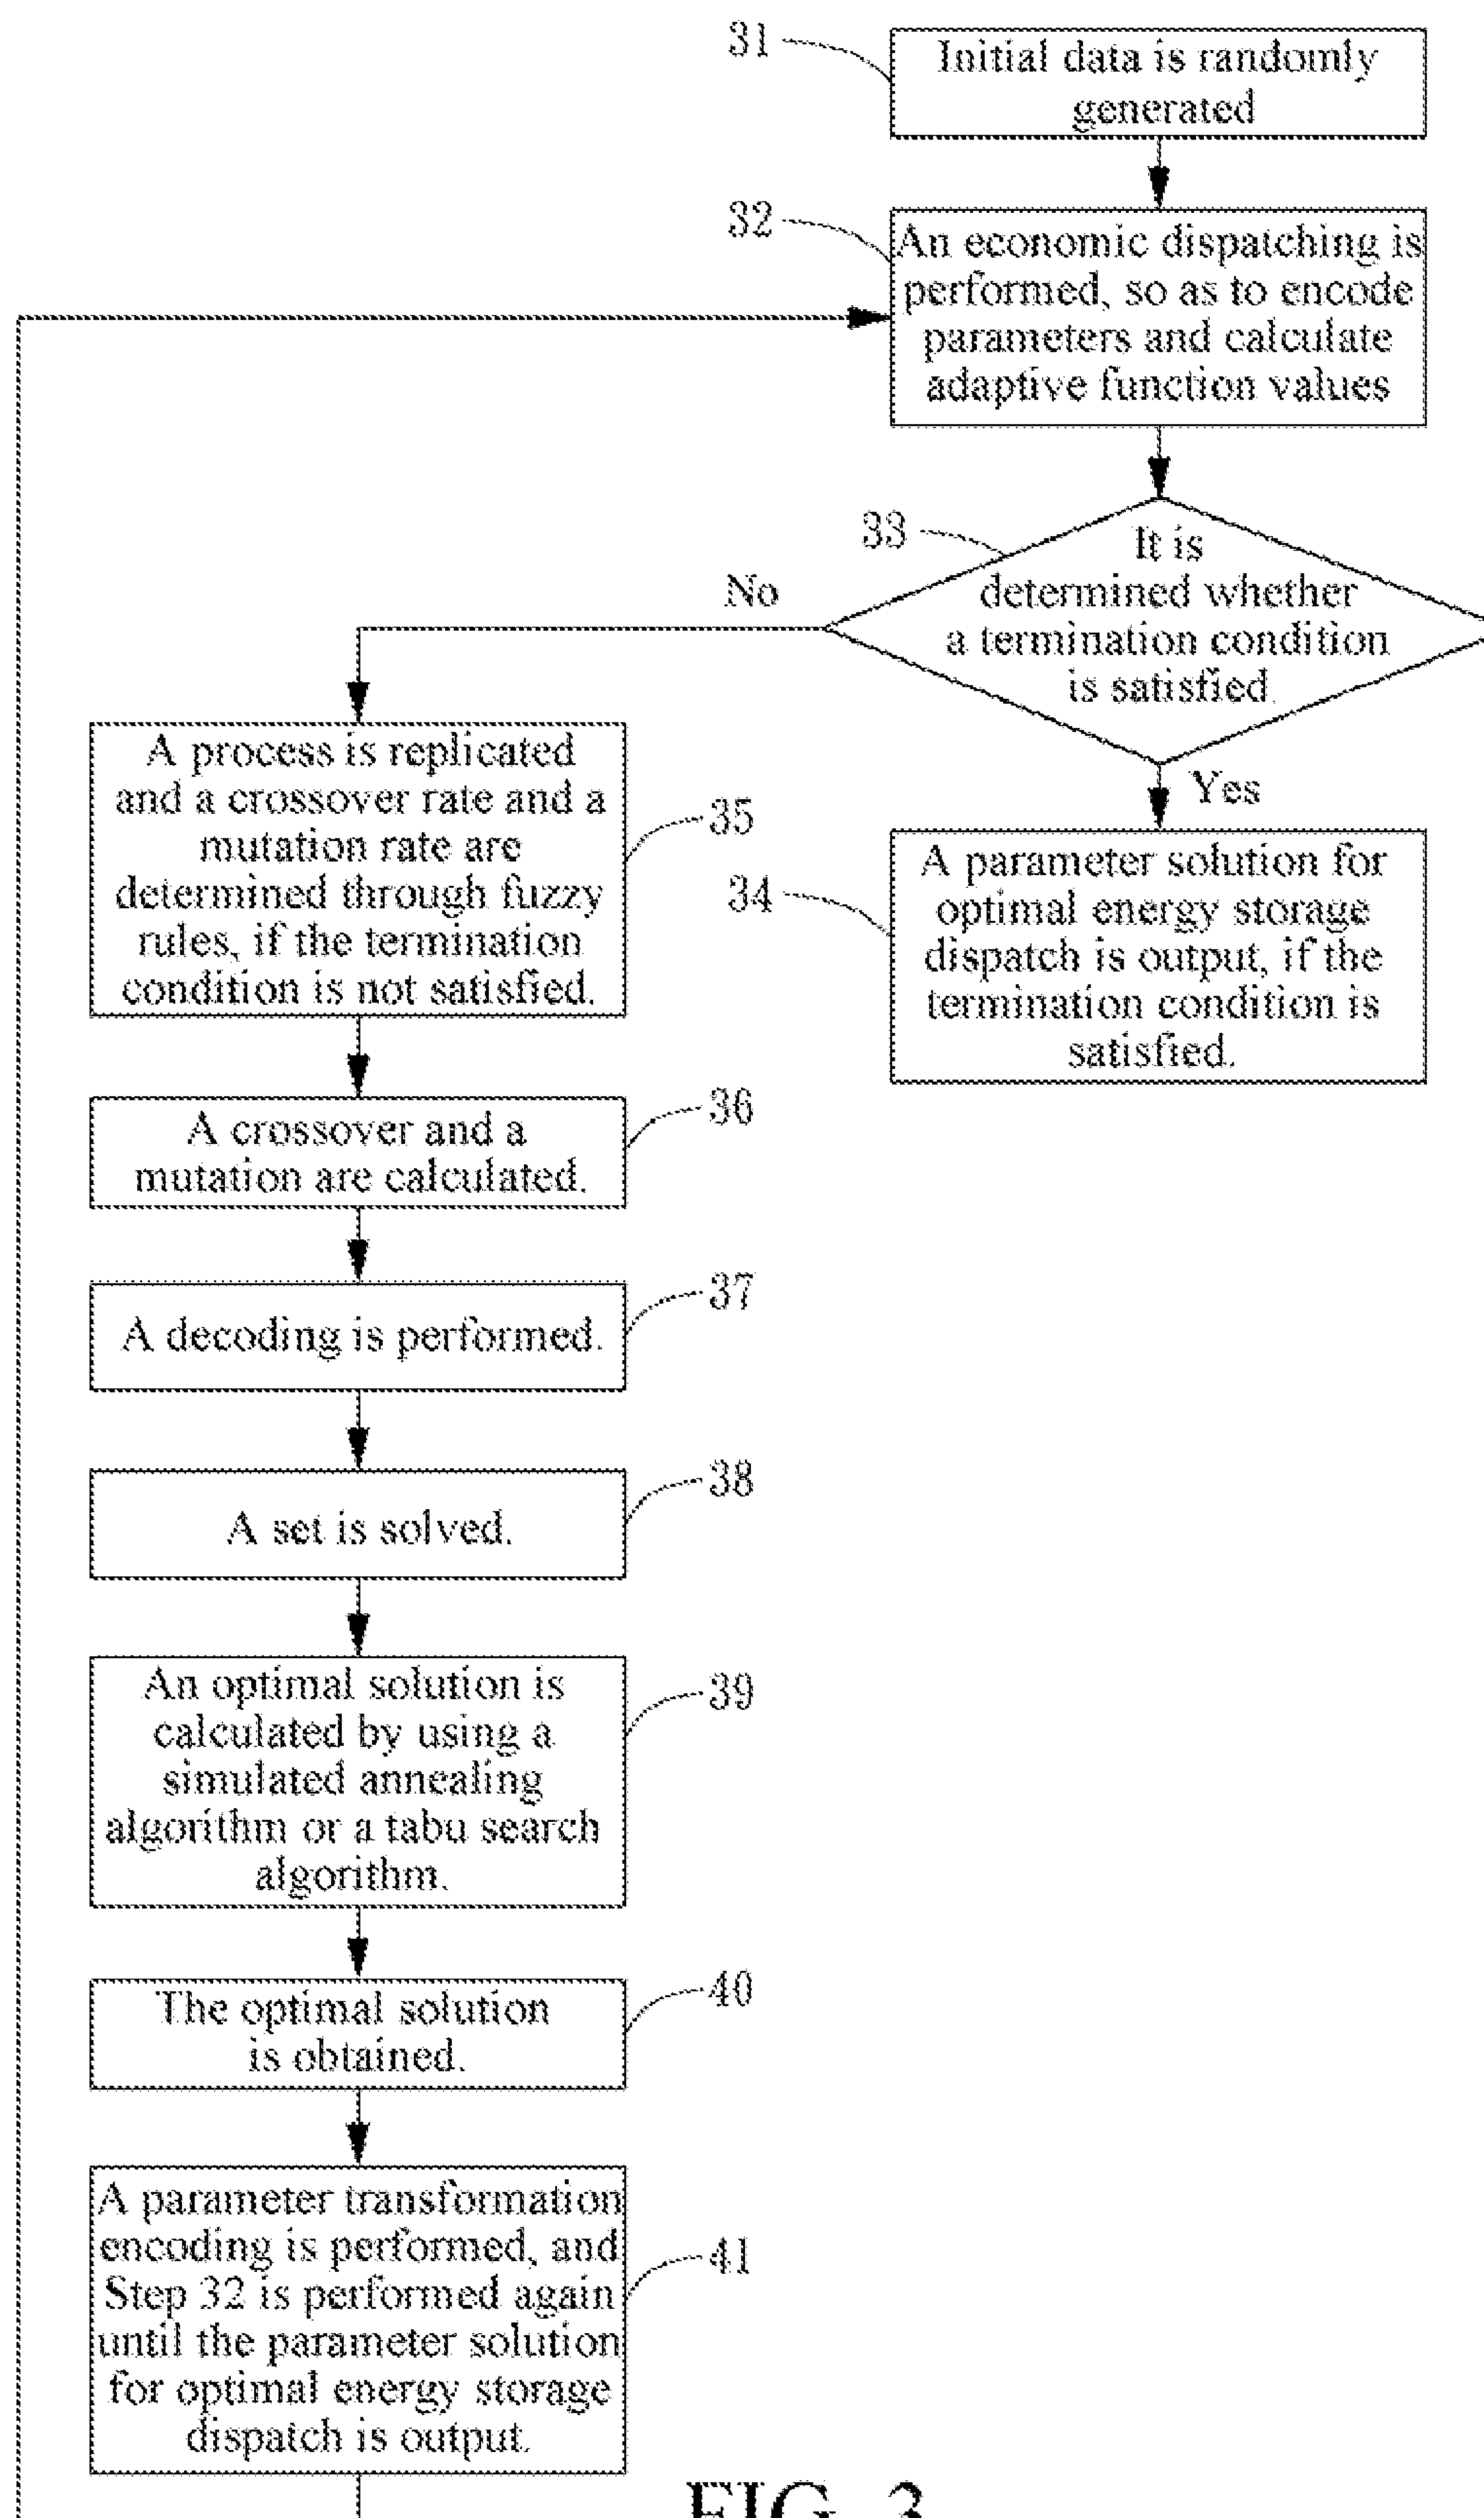 31
Initial data is randomly
generated
32
An economic dispatching is
performed, so as to encode
parameters and calculate
adaptive function values
33
It is
determined whether
a termination condition
is satisfied.
No
Yes
34
A parameter solution for
optimal energy storage
dispatch is output, if the
termination condition is
satisfied.
A process is replicated
and a crossover rate and a
mutation rate are
determined through fuzzy
rules, if the termination
condition is not satisfied.
35
A crossover and a
mutation are calculated.
36
A decoding is performed.
37
A set is solved.
38
An optimal solution is
calculated by using a
simulated annealing
algorithm or a tabu search
algorithm.
39
The optimal solution
is obtained.
40
A parameter transformation
encoding is performed, and
Step 32 is performed again
until the parameter solution
for optimal energy storage
dispatch is output.
41
FIG. 3